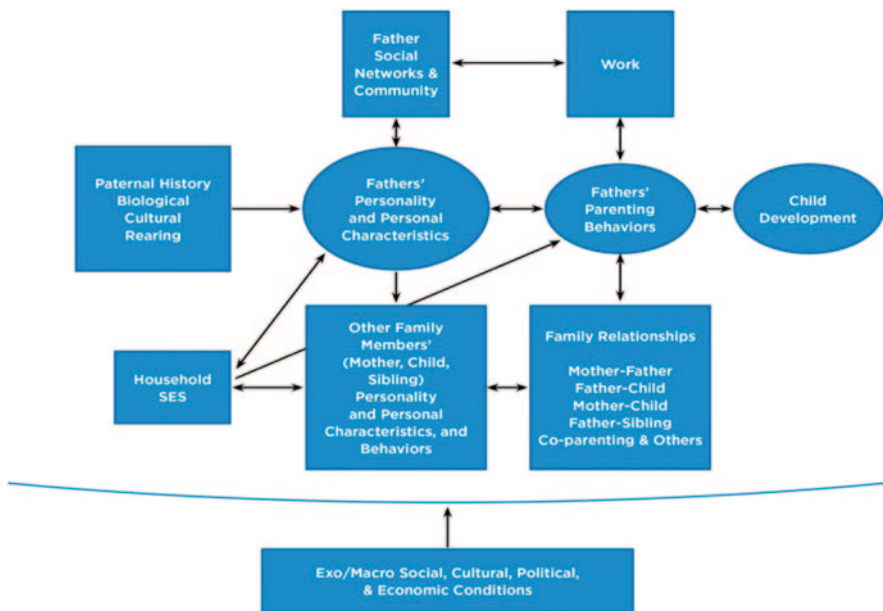 Father
Social
Networks &
Community
Work
Paternal History
Biological
Cultural
Rearing
Fathers'
Personality
and Personal
Characteristics
Fathers'
Parenting
Behaviors
Child
Development
Household
SES
Other Family
Members'
(Mother, Child,
Sibling)
Personality
and Personal
Characteristics, and
Behaviors
Family Relationships
Mother-Father
Father-Child
Mother-Child
Father-Sibling
Co-parenting & Others
Exo/Macro Social, Cultural, Political,
& Economic Conditions